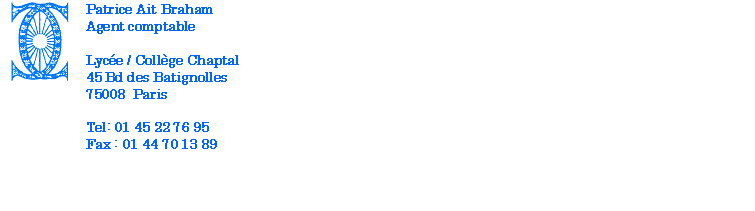 Patrice Ait Braham
Agent comptable
Lycée / Collège Chaptal
45 Bd des Batignolles
75008  Paris
Tel: 01 45 22 76 95
Fax : 01 44 70 13 89